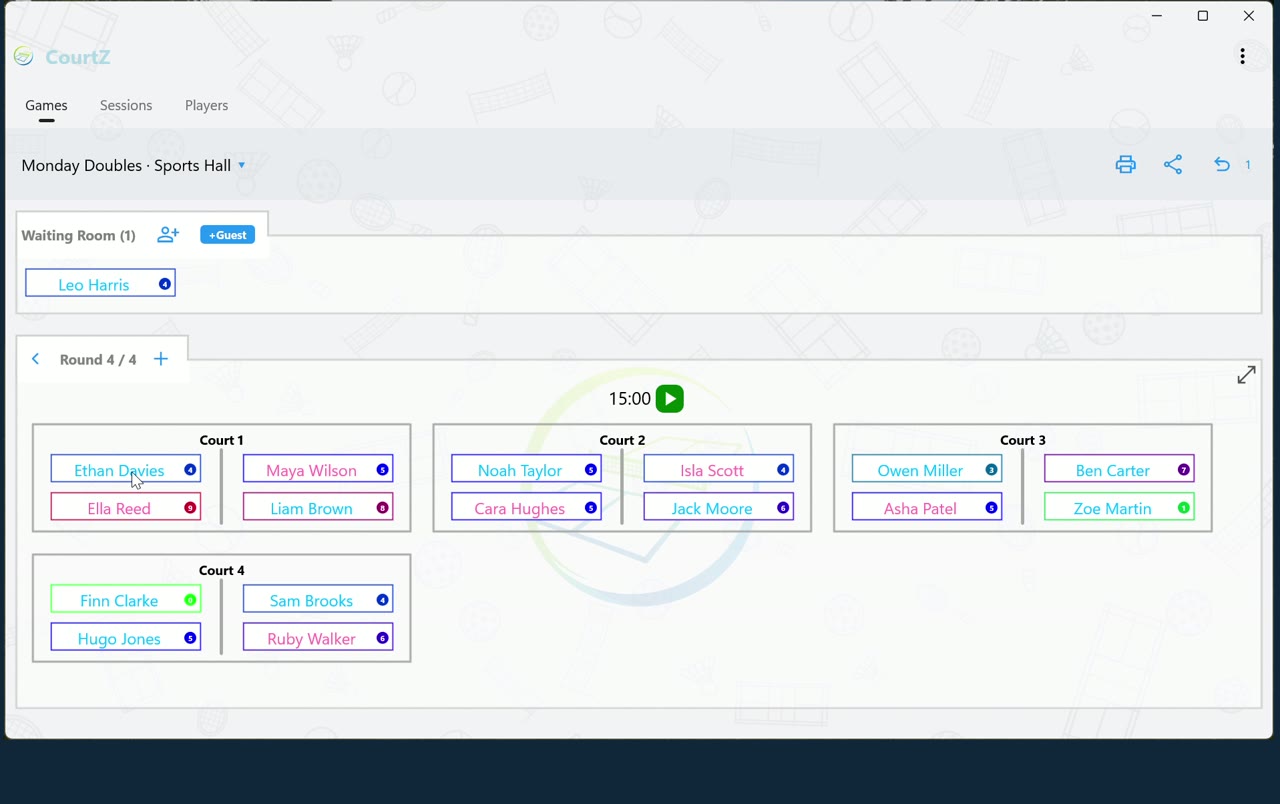 CourtZ
Games Sessions Players
Monday Doubles · Sports Hall
1
Waiting Room (1) +Guest
Leo Harris 4
Round 4 / 4
15:00
Court 1
Ethan Davies 4 Maya Wilson 5
Ella Reed 9 Liam Brown 8
Court 2
Noah Taylor 5 Isla Scott 4
Cara Hughes 5 Jack Moore 6
Court 3
Owen Miller 3 Ben Carter 7
Asha Patel 5 Zoe Martin 1
Court 4
Finn Clarke Sam Brooks 4
Hugo Jones 5 Ruby Walker 6